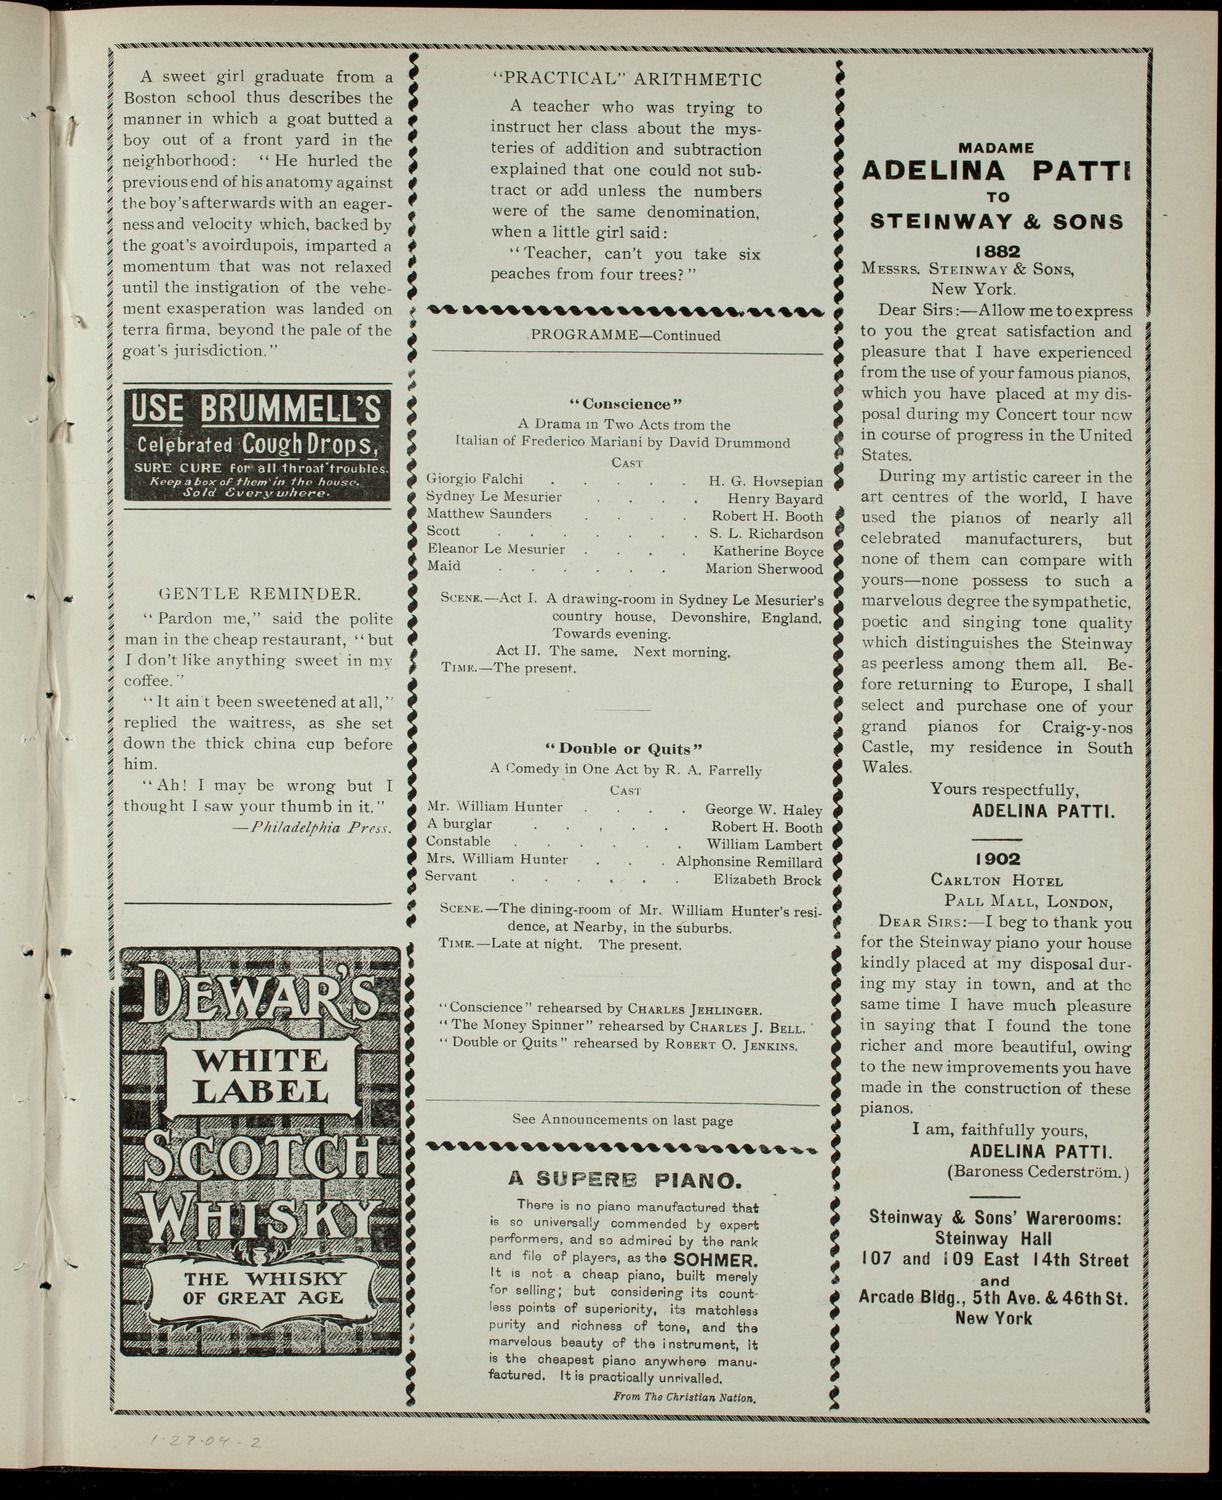 A sweet girl graduate from a
Boston school thus describes the
manner in which a goat butted a
boy out of a front yard in the
neighborhood: "He hurled the
previous end of his anatomy against
the boy's afterwards with an eager-
ness and velocity which, backed by
the goat's avoirdupois, imparted a
momentum that was not relaxed
until the instigation of the vehe-
ment exasperation was landed on
terra firma, beyond the pale of the
goat's jurisdiction."
USE BRUMMELL'S
Celebrated Cough Drops,
SURE CURE for all throat troubles.
Keep a box of them in the house.
Sold Everywhere.
GENTLE REMINDER.
"Pardon me," said the polite
man in the cheap restaurant, "but
I don't like anything sweet in my
coffee."
"It ain't been sweetened at all,"
replied the waitress, as she set
down the thick china cup before
him.
"Ah! I may be wrong but I
thought I saw your thumb in it."
—Philadelphia Press.
DEWAR'S
WHITE
LABEL
SCOTCH
WHISKY
THE WHISKY
OF GREAT AGE
"PRACTICAL" ARITHMETIC
A teacher who was trying to
instruct her class about the mys-
teries of addition and subtraction
explained that one could not sub-
tract or add unless the numbers
were of the same denomination,
when a little girl said:
"Teacher, can't you take six
peaches from four trees?"
PROGRAMME—Continued
"Conscience"
A Drama in Two Acts from the
Italian of Frederico Mariani by David Drummond
CAST
Giorgio Falchi . . . . . H. G. Hovsepian
Sydney Le Mesurier . . . . Henry Bayard
Matthew Saunders . . . . Robert H. Booth
Scott . . . . . . . S. L. Richardson
Eleanor Le Mesurier . . . . Katherine Boyce
Maid . . . . . . Marion Sherwood
SCENE.—Act I. A drawing-room in Sydney Le Mesurier's
country house, Devonshire, England.
Towards evening.
Act II. The same. Next morning.
TIME.—The present.
"Double or Quits"
A Comedy in One Act by R. A. Farrelly
CAST
Mr. William Hunter . . . . George W. Haley
A burglar . . . . . Robert H. Booth
Constable . . . . . . William Lambert
Mrs. William Hunter . . . Alphonsine Remillard
Servant . . . . . . Elizabeth Brock
SCENE.—The dining-room of Mr. William Hunter's resi-
dence, at Nearby, in the suburbs.
TIME.—Late at night. The present.
"Conscience" rehearsed by CHARLES JEHLINGER.
"The Money Spinner" rehearsed by CHARLES J. BELL.
"Double or Quits" rehearsed by ROBERT O. JENKINS.
See Announcements on last page
A SUPERB PIANO.
There is no piano manufactured that
is so universally commended by expert
performers, and so admired by the rank
and file of players, as the SOHMER.
It is not a cheap piano, built merely
for selling; but considering its count-
less points of superiority, its matchless
purity and richness of tone, and the
marvelous beauty of the instrument, it
is the cheapest piano anywhere manu-
factured. It is practically unrivalled.
From The Christian Nation.
MADAME
ADELINA PATTI
TO
STEINWAY & SONS
1882
MESSRS. STEINWAY & SONS,
New York.
Dear Sirs:—Allow me to express
to you the great satisfaction and
pleasure that I have experienced
from the use of your famous pianos,
which you have placed at my dis-
posal during my Concert tour now
in course of progress in the United
States.
During my artistic career in the
art centres of the world, I have
used the pianos of nearly all
celebrated manufacturers, but
none of them can compare with
yours—none possess to such a
marvelous degree the sympathetic,
poetic and singing tone quality
which distinguishes the Steinway
as peerless among them all. Be-
fore returning to Europe, I shall
select and purchase one of your
grand pianos for Craig-y-nos
Castle, my residence in South
Wales.
Yours respectfully,
ADELINA PATTI.
1902
CARLTON HOTEL
PALL MALL, LONDON,
DEAR SIRS:—I beg to thank you
for the Steinway piano your house
kindly placed at my disposal dur-
ing my stay in town, and at the
same time I have much pleasure
in saying that I found the tone
richer and more beautiful, owing
to the new improvements you have
made in the construction of these
pianos.
I am, faithfully yours,
ADELINA PATTI.
(Baroness Cederström.)
Steinway & Sons' Warerooms:
Steinway Hall
107 and 109 East 14th Street
and
Arcade Bldg., 5th Ave. & 46th St.
New York
1-27-04-2